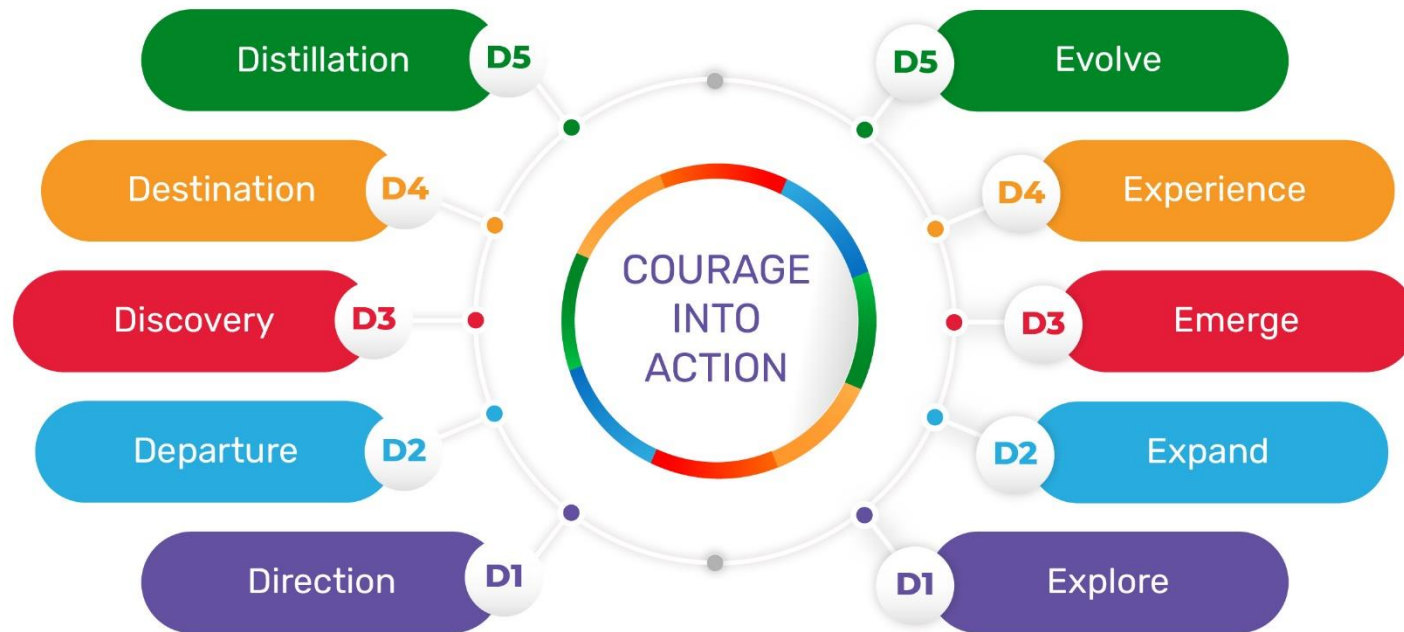 Distillation D5
D5 Evolve
Destination D4
D4 Experience
Discovery D3
D3 Emerge
COURAGE
INTO
ACTION
Departure D2
D2 Expand
Direction D1
D1 Explore